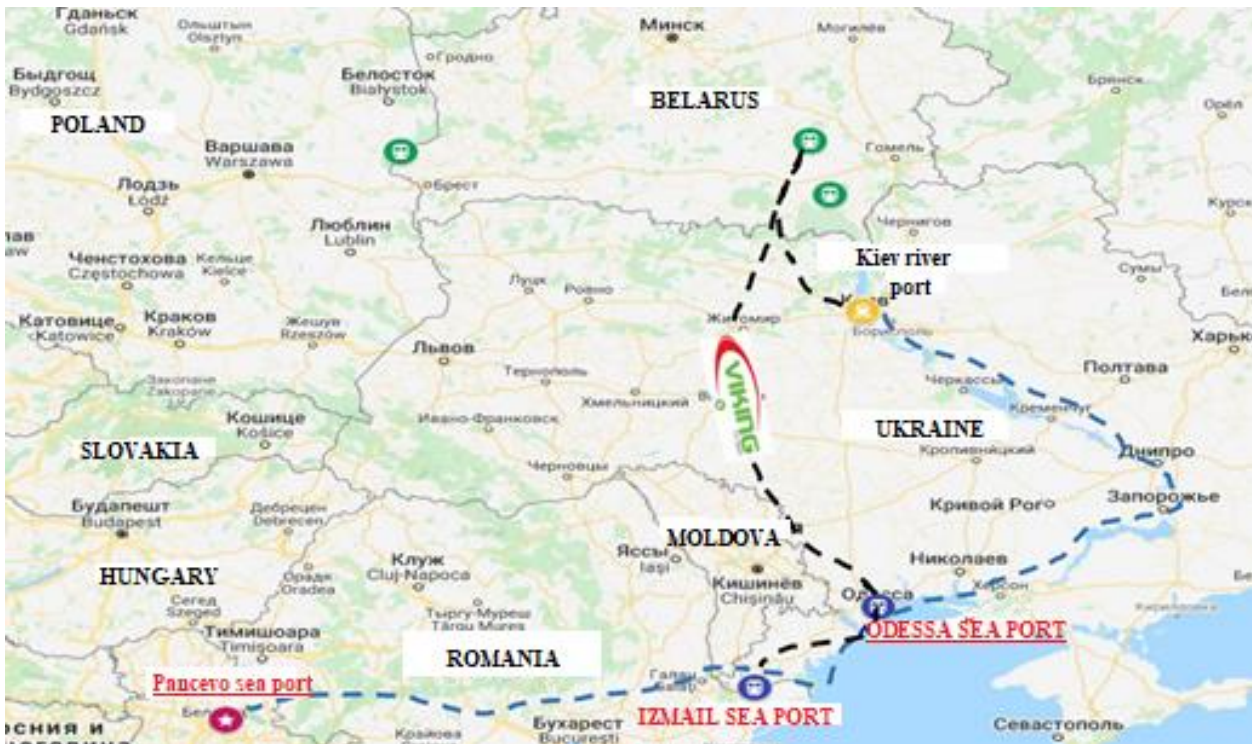 Гданьск
Gdańsk
Ольштын
Olsztyn
Минск
Могилёв
Гродно
Быдгощ
Bydgoszcz
Белосток
Białystok
Брянск
Орёл
POLAND
BELARUS
Варшава
Warszawa
Гомель
Лодзь
Łódź
Брест
Курск
Люблин
Lublin
Чернигов
Ченстохова
Częstochowa
Кельце
Kielce
Kiev river
port
Сумы
Луцк
Ровно
Житомир
Борисполь
Катовице
Katowice
Краков
Kraków
Жешув
Rzeszów
Львов
Харьк
Тернополь
Полтава
Закопане
Zakopane
VIKING
Черкассы
Хмельницкий
Кременчуг
Кошице
Košice
Ивано-Франковск
UKRAINE
SLOVAKIA
Кропивницкий
Днипро
Черновцы
Будапешт
Budapest
Дебрецен
Debrecen
Кривой Рог
Запорожье
MOLDOVA
Яссы
Iași
Клуж
Cluj-Napoca
Николаев
HUNGARY
Орадя
Oradea
Кишинёв
Chișinău
Одесса
Херсон
Сегед
Szeged
Тыргу-Муреш
Târgu Mureș
Кирилловка
Тимишоара
Timișoara
ODESSA SEA PORT
ROMANIA
Pancevo sea port
Галац
Galați
IZMAIL SEA PORT
Бухарест
București
Крайова
Севастополь